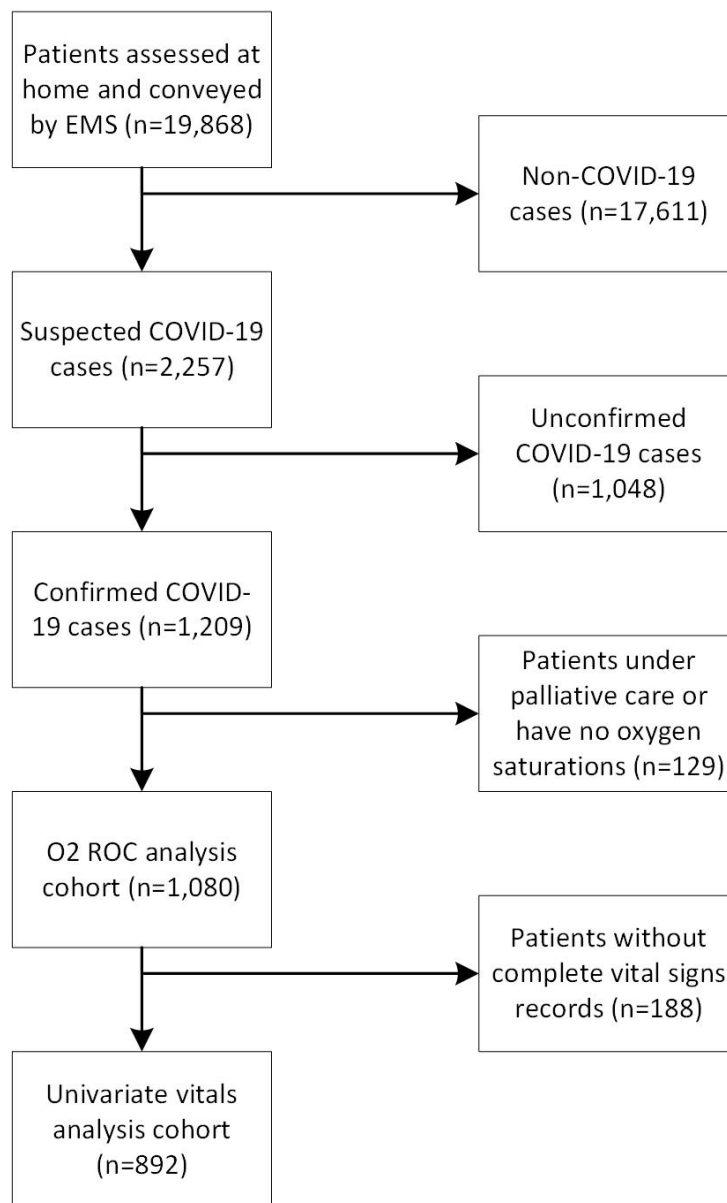 Patients assessed at
home and conveyed
by EMS (n=19,868)
Non-COVID-19
cases (n=17,611)
Suspected COVID-19
cases (n=2,257)
Unconfirmed
COVID-19 cases
(n=1,048)
Confirmed COVID-
19 cases (n=1,209)
Patients under
palliative care or
have no oxygen
saturations (n=129)
O2 ROC analysis
cohort (n=1,080)
Patients without
complete vital signs
records (n=188)
Univariate vitals
analysis cohort
(n=892)